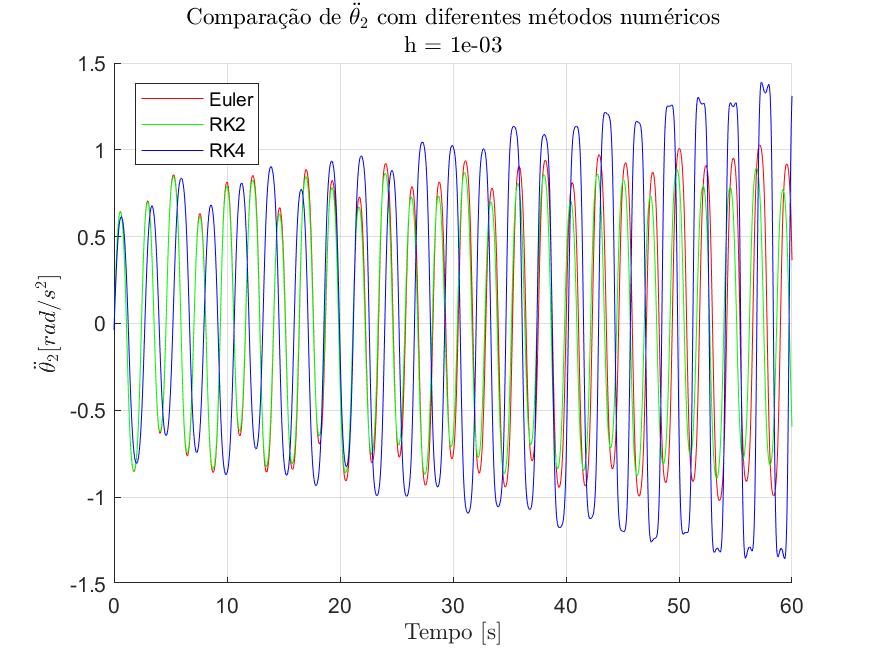 Comparação de θ̈₂ com diferentes métodos numéricos
h = 1e-03
1.5
1
0.5
0
-0.5
-1
-1.5
θ̈₂[rad/s²]
Euler
RK2
RK4
0 10 20 30 40 50 60
Tempo [s]